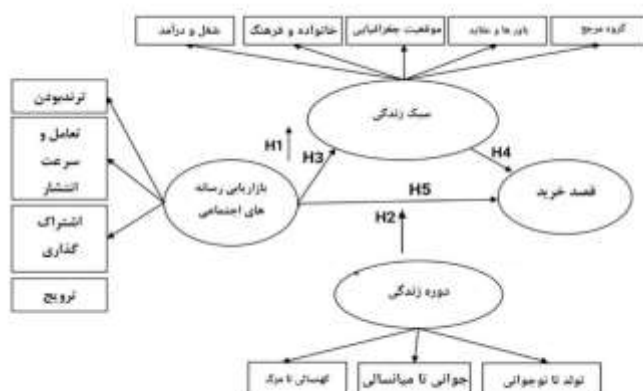 گروه مرجع
باور ها و عقاید
موقعیت جغرافیایی
خانواده و فرهنگ
شغل و درآمد
ترندبودن
تعامل و
سرعت
انتشار
اشتراک
گذاری
ترویج
سبک زندگی
H1
H3
H4
بازاریابی رسانه
های اجتماعی
H5
قصد خرید
H2
دوره زندگی
تولد تا نوجوانی
جوانی تا میانسالی
کهنسالی تا مرگ